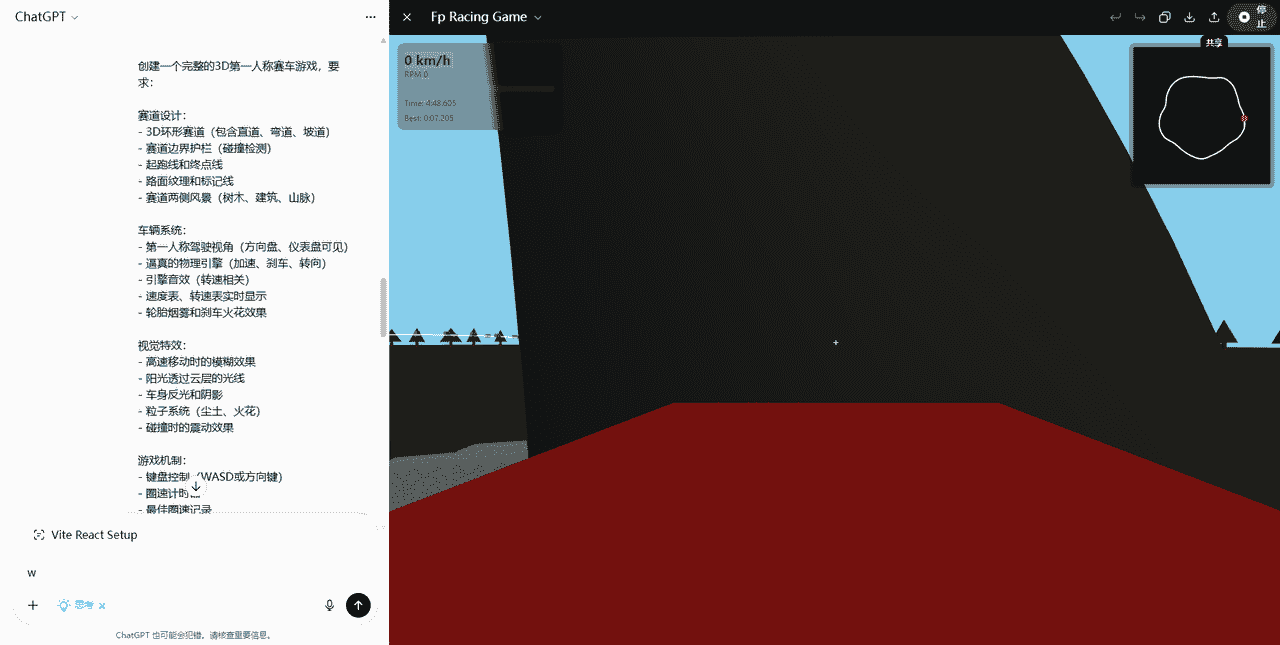 ChatGPT
创建一个完整的3D第一人称赛车游戏，要
求：
赛道设计：
- 3D环形赛道（包含直道、弯道、坡道）
- 赛道边界护栏（碰撞检测）
- 起跑线和终点线
- 路面纹理和标记线
- 赛道两侧风景（树木、建筑、山脉）
车辆系统：
- 第一人称驾驶视角（方向盘、仪表盘可见）
- 逼真的物理引擎（加速、刹车、转向）
- 引擎音效（转速相关）
- 速度表、转速表实时显示
- 轮胎烟雾和刹车火花效果
视觉特效：
- 高速移动时的模糊效果
- 阳光透过云层的光线
- 车身反光和阴影
- 粒子系统（尘土、火花）
- 碰撞时的震动效果
游戏机制：
- 键盘控制（WASD或方向键）
- 圈速计时
- 最佳圈速记录
Vite React Setup
w
思考
ChatGPT 也可能会犯错。请核查重要信息。
Fp Racing Game
停
止
共享
0 km/h
RPM 0
Time: 4:48.605
Best: 0:07.205